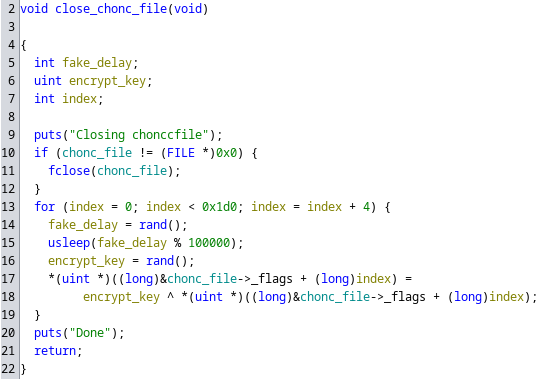 2 void close_chonc_file(void)
3
4 {
5   int fake_delay;
6   uint encrypt_key;
7   int index;
8
9   puts("Closing chonccfile");
10   if (chonc_file != (FILE *)0x0) {
11     fclose(chonc_file);
12   }
13   for (index = 0; index < 0x1d0; index = index + 4) {
14     fake_delay = rand();
15     usleep(fake_delay % 100000);
16     encrypt_key = rand();
17     *(uint *)((long)&chonc_file->_flags + (long)index) =
18          encrypt_key ^ *(uint *)((long)&chonc_file->_flags + (long)index);
19   }
20   puts("Done");
21   return;
22 }